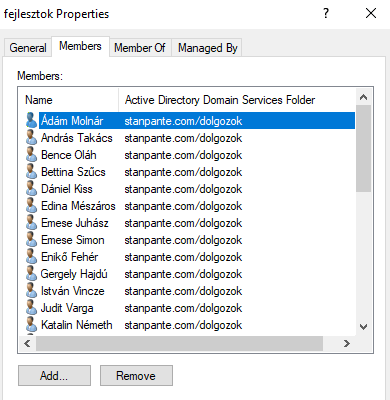 fejlesztok Properties
? ×
General Members Member Of Managed By
Members:
Name Active Directory Domain Services Folder
Ádám Molnár stanpante.com/dolgozok
András Takács stanpante.com/dolgozok
Bence Oláh stanpante.com/dolgozok
Bettina Szűcs stanpante.com/dolgozok
Dániel Kiss stanpante.com/dolgozok
Edina Mészáros stanpante.com/dolgozok
Emese Juhász stanpante.com/dolgozok
Emese Simon stanpante.com/dolgozok
Enikő Fehér stanpante.com/dolgozok
Gergely Hajdú stanpante.com/dolgozok
István Vincze stanpante.com/dolgozok
Judit Varga stanpante.com/dolgozok
Katalin Németh stanpante.com/dolgozok
Add... Remove